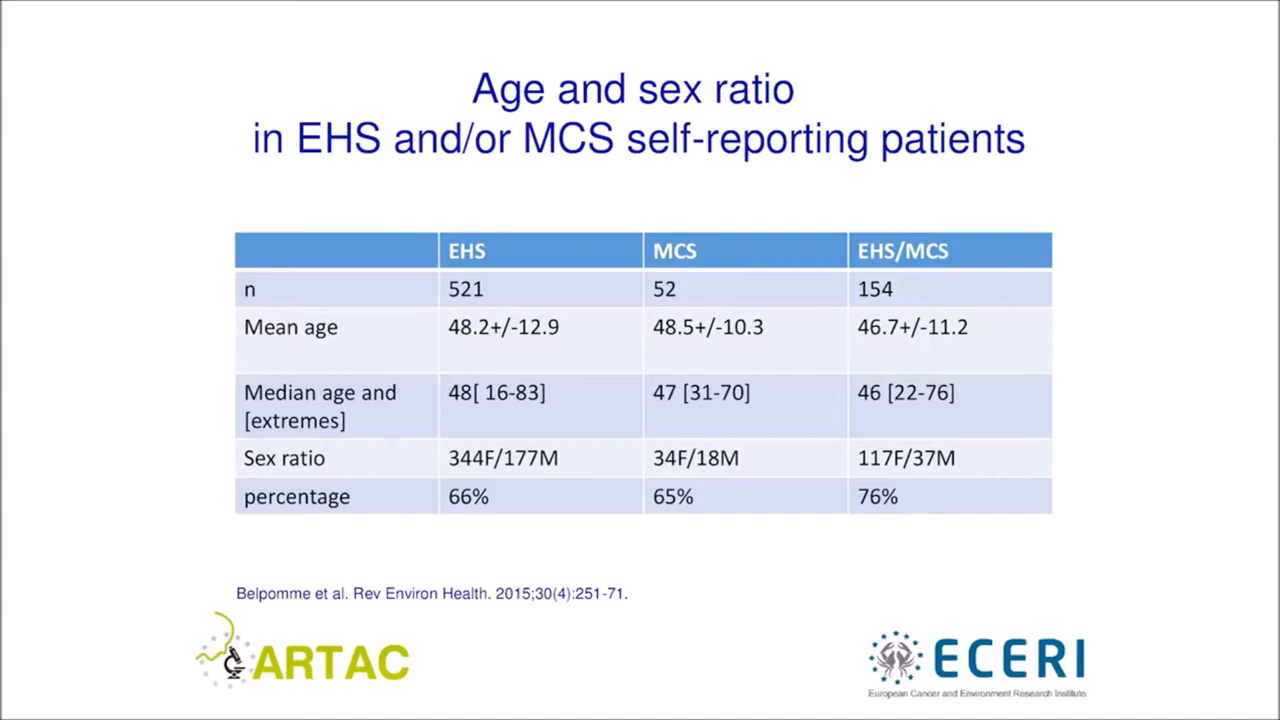 Age and sex ratio
in EHS and/or MCS self-reporting patients
EHS MCS EHS/MCS
n 521 52 154
Mean age 48.2+/-12.9 48.5+/-10.3 46.7+/-11.2
Median age and 48[ 16-83] 47 [31-70] 46 [22-76]
[extremes]
Sex ratio 344F/177M 34F/18M 117F/37M
percentage 66% 65% 76%
Belpomme et al. Rev Environ Health. 2015;30(4):251-71.
ARTAC
ECERI
European Cancer and Environment Research Institute